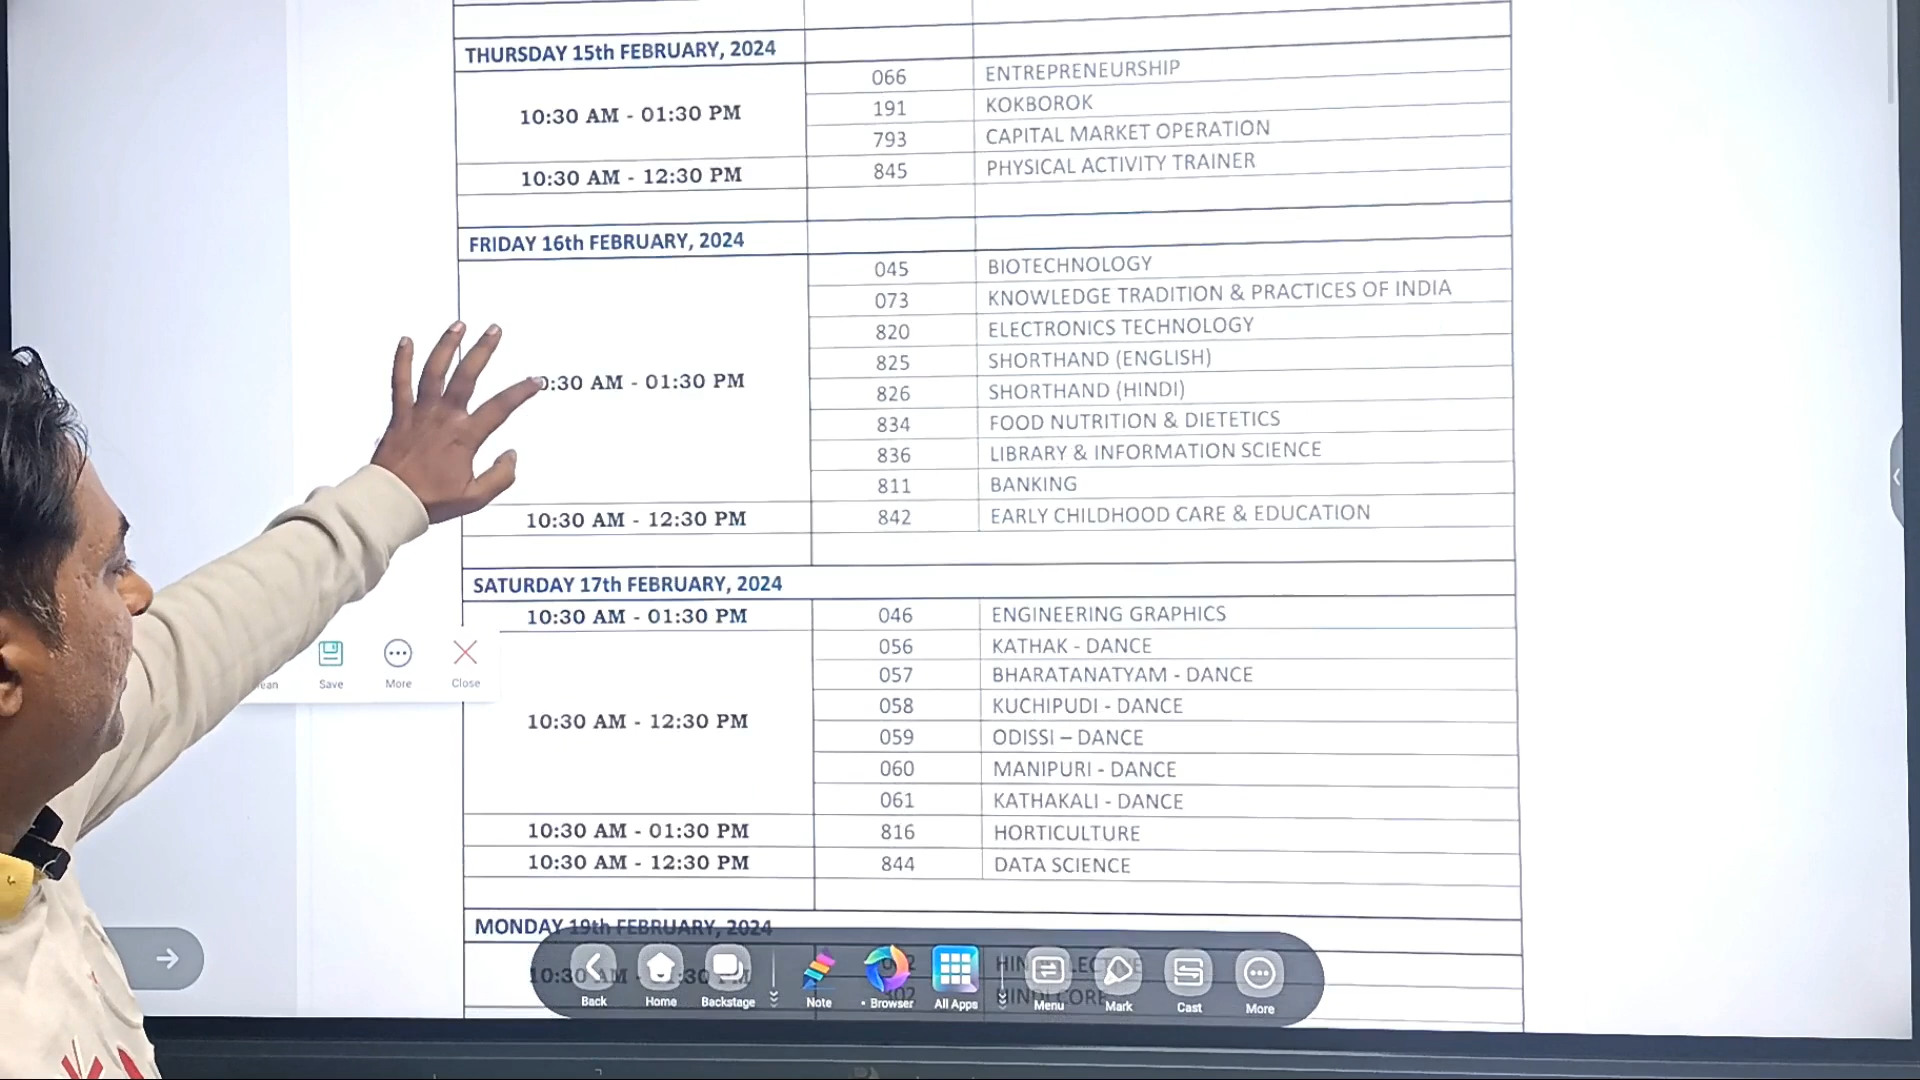 THURSDAY 15th FEBRUARY, 2024
10:30 AM - 01:30 PM
066 ENTREPRENEURSHIP
191 KOKBOROK
793 CAPITAL MARKET OPERATION
10:30 AM - 12:30 PM 845 PHYSICAL ACTIVITY TRAINER
FRIDAY 16th FEBRUARY, 2024
045 BIOTECHNOLOGY
073 KNOWLEDGE TRADITION & PRACTICES OF INDIA
820 ELECTRONICS TECHNOLOGY
825 SHORTHAND (ENGLISH)
0:30 AM - 01:30 PM
826 SHORTHAND (HINDI)
834 FOOD NUTRITION & DIETETICS
836 LIBRARY & INFORMATION SCIENCE
811 BANKING
10:30 AM - 12:30 PM 842 EARLY CHILDHOOD CARE & EDUCATION
SATURDAY 17th FEBRUARY, 2024
10:30 AM - 01:30 PM 046 ENGINEERING GRAPHICS
056 KATHAK - DANCE
057 BHARATANATYAM - DANCE
10:30 AM - 12:30 PM
058 KUCHIPUDI - DANCE
059 ODISSI – DANCE
060 MANIPURI - DANCE
061 KATHAKALI - DANCE
10:30 AM - 01:30 PM 816 HORTICULTURE
10:30 AM - 12:30 PM 844 DATA SCIENCE
MONDAY 19th FEBRUARY, 2024
HINDI CORE
Save More Close
Back Home Backstage Note Browser All Apps Menu Mark Cast More